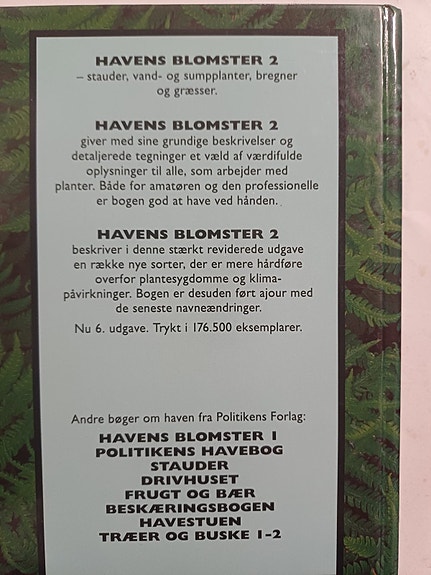 HAVENS BLOMSTER 2
– stauder, vand- og sumpplanter, bregner
og græsser.
HAVENS BLOMSTER 2
giver med sine grundige beskrivelser og
detaljerede tegninger et væld af værdifulde
oplysninger til alle, som arbejder med
planter. Både for amatøren og den professionelle
er bogen god at have ved hånden.
HAVENS BLOMSTER 2
beskriver i denne stærkt reviderede udgave
en række nye sorter, der er mere hårdføre
overfor plantesygdomme og klima-
påvirkninger. Bogen er desuden ført ajour med
de seneste navneændringer.
Nu 6. udgave. Trykt i 176.500 eksemplarer.
Andre bøger om haven fra Politikens Forlag:
HAVENS BLOMSTER 1
POLITIKENS HAVEBOG
STAUDER
DRIVHUSET
FRUGT OG BÆR
BESKÆRINGSBOGEN
HAVESTUEN
TRÆER OG BUSKE 1-2